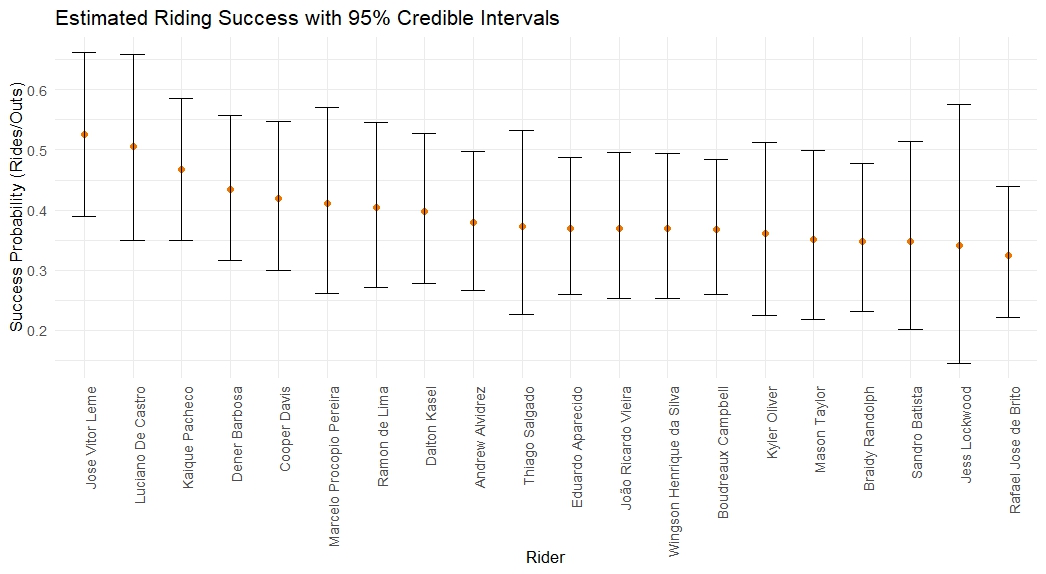 Estimated Riding Success with 95% Credible Intervals
Success Probability (Rides/Outs)
0.6
0.5
0.4
0.3
0.2
Jose Vitor Leme
Luciano De Castro
Kaique Pacheco
Dener Barbosa
Cooper Davis
Marcelo Procopio Pereira
Ramon de Lima
Dalton Kasel
Andrew Alvidrez
Thiago Salgado
Eduardo Aparecido
João Ricardo Vieira
Wingson Henrique da Silva
Boudreaux Campbell
Kyler Oliver
Mason Taylor
Braidy Randolph
Sandro Batista
Jess Lockwood
Rafael Jose de Brito
Rider